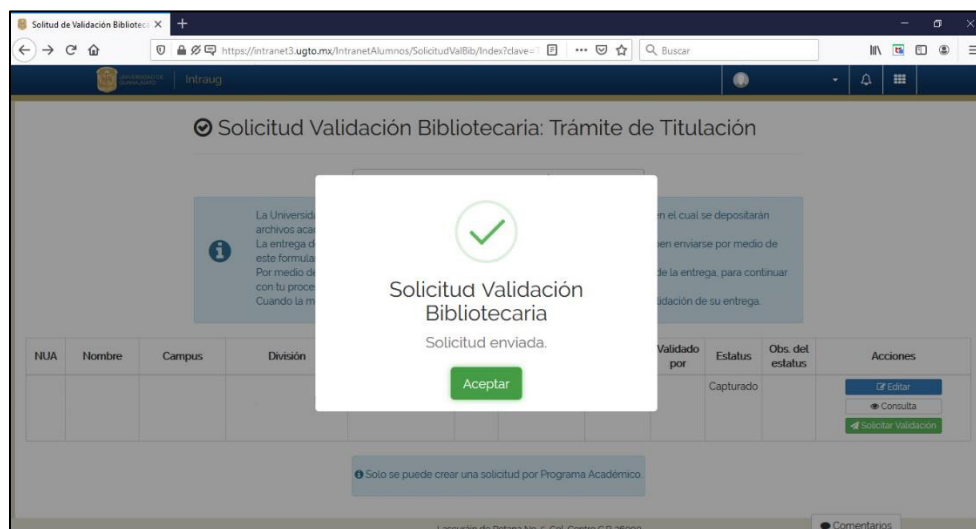 Solitud de Validación Bibliotec
https://intranet3.ugto.mx/IntranetAlumnos/SolicitudValBib/Index?clave=
Buscar
UNIVERSIDAD DE
GUANAJUATO
Intraug
Solicitud Validación Bibliotecaria: Trámite de Titulación
La Universid
en el cual se depositarán
archivos aca
La entrega d
en enviarse por medio de
este formula
Por medio de
de la entrega, para continuar
con tu proce
Cuando la m
lidación de su entrega.
Solicitud Validación
Bibliotecaria
Solicitud enviada.
Aceptar
NUA
Nombre
Campus
División
Validado
por
Estatus
Obs. del
estatus
Acciones
Capturado
Editar
Consulta
Solicitar Validación
Solo se puede crear una solicitud por Programa Académico.
Comentarios